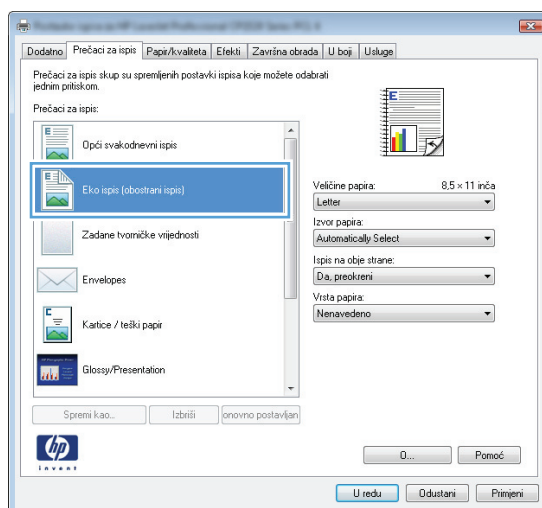 Dodatno Prečaci za ispis Papir/kvaliteta Efekti Završna obrada U boji Usluge
Prečaci za ispis skup su spremljenih postavki ispisa koje možete odabrati
jednim pritiskom.
Prečaci za ispis:
Opći svakodnevni ispis
Eko ispis (obostrani ispis)
Zadane tvorničke vrijednosti
Envelopes
Kartice / teški papir
Glossy/Presentation
Spremi kao... Izbriši onovno postavljan
E
Veličine papira: 8,5 × 11 inča
Letter
Izvor papira:
Automatically Select
Ispis na obje strane:
Da, preokreni
Vrsta papira:
Nenavedeno
hp
invent
O... Pomoć
U redu Odustani Primjeni